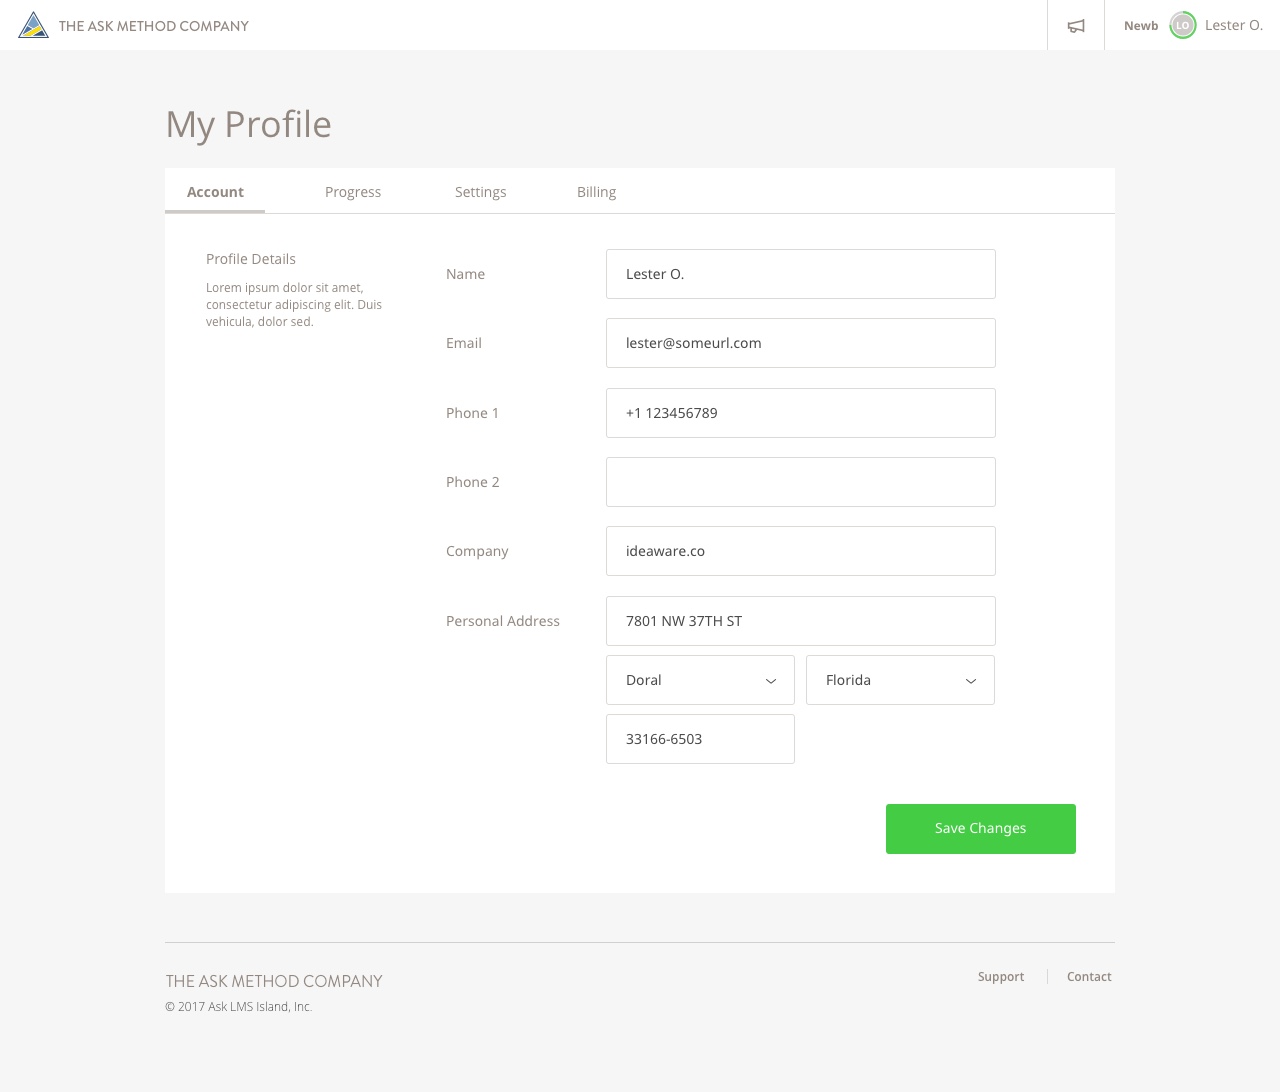 THE ASK METHOD COMPANY
Newb LO Lester O.
My Profile
Account Progress Settings Billing
Profile Details
Lorem ipsum dolor sit amet,
consectetur adipiscing elit. Duis
vehicula, dolor sed.
Name Lester O.
Email lester@someurl.com
Phone 1 +1 123456789
Phone 2
Company ideaware.co
Personal Address 7801 NW 37TH ST
Doral Florida
33166-6503
Save Changes
THE ASK METHOD COMPANY
Support Contact
© 2017 Ask LMS Island, Inc.